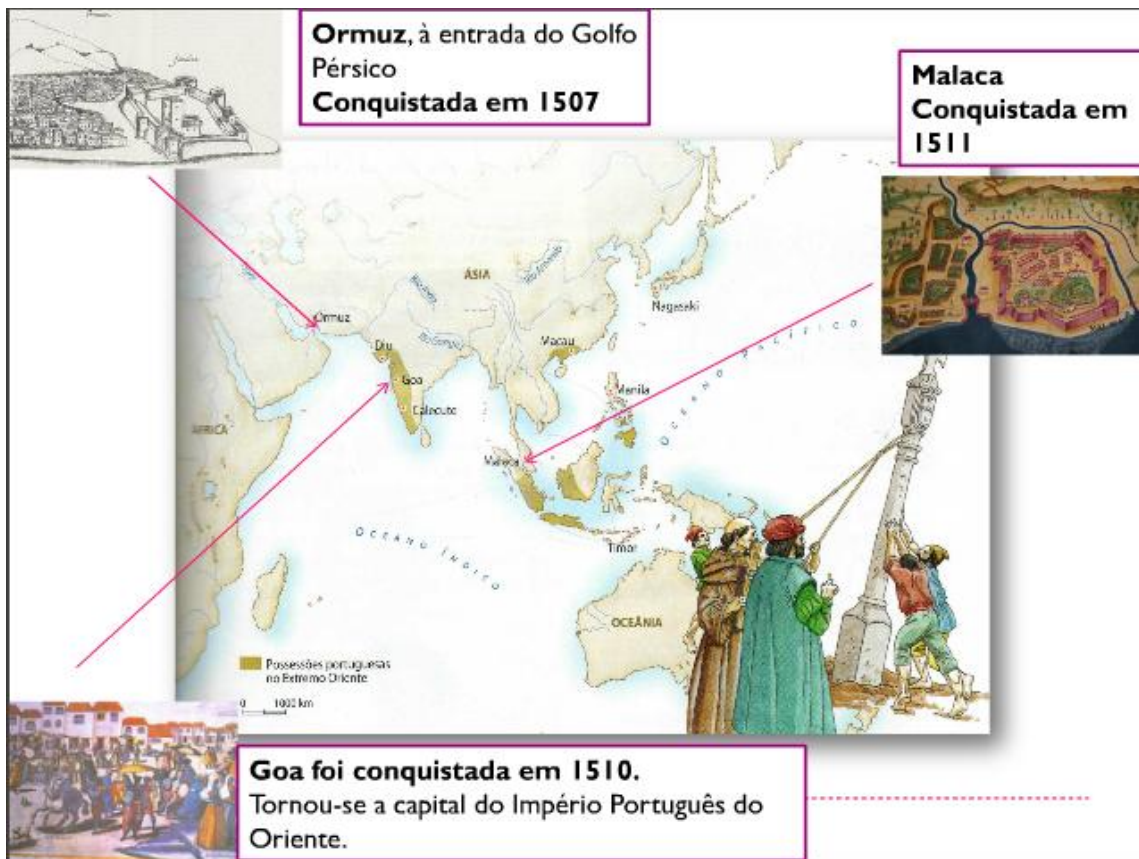 Ormuz, à entrada do Golfo
Pérsico
Conquistada em 1507
Malaca
Conquistada em
1511
ÁSIA
Nagasaki
Ormuz
Diu
Macau
Goa
Manila
Calecute
OCEANO PACÍFICO
ÁFRICA
Malaca
OCEANO ÍNDICO
Timor
OCEÂNIA
Possessões portuguesas
no Extremo Oriente
0 1000 km
Goa foi conquistada em 1510.
Tornou-se a capital do Império Português do
Oriente.